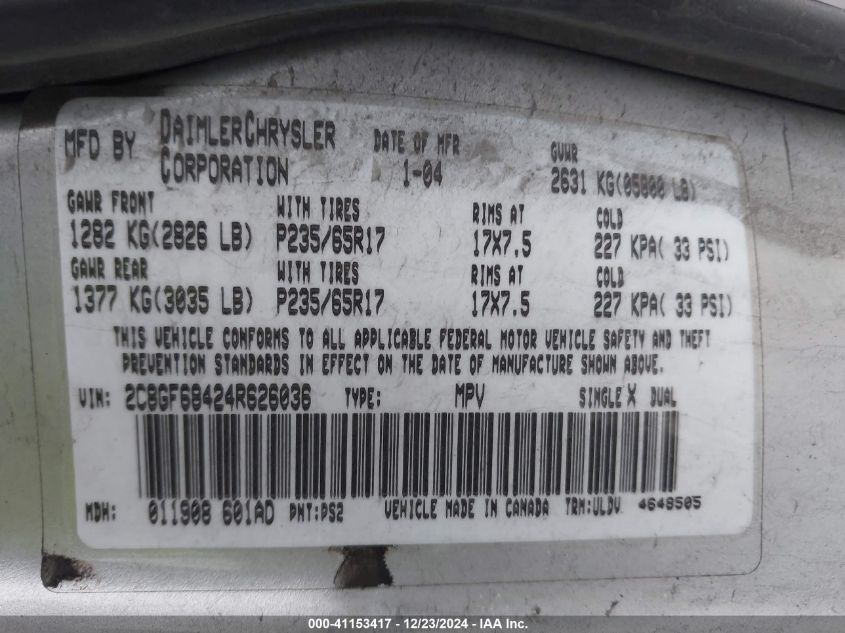 MFD BY DAIMLERCHRYSLER CORPORATION DATE OF MFR 1-04 GVWR 2631 KG(05800 LB)
GAWR FRONT WITH TIRES RIMS AT COLD
1282 KG(2826 LB) P235/65R17 17X7.5 227 KPA( 33 PSI)
GAWR REAR WITH TIRES RIMS AT COLD
1377 KG(3035 LB) P235/65R17 17X7.5 227 KPA( 33 PSI)
THIS VEHICLE CONFORMS TO ALL APPLICABLE FEDERAL MOTOR VEHICLE SAFETY AND THEFT
PREVENTION STANDARDS IN EFFECT ON THE DATE OF MANUFACTURE SHOWN ABOVE.
VIN: 2C8GF68424R626036 TYPE: MPV SINGLE X DUAL
MDH: 011908 601AD PNT:PS2 VEHICLE MADE IN CANADA TRM:ULDV 4648505
000-41153417 - 12/23/2024 - IAA Inc.